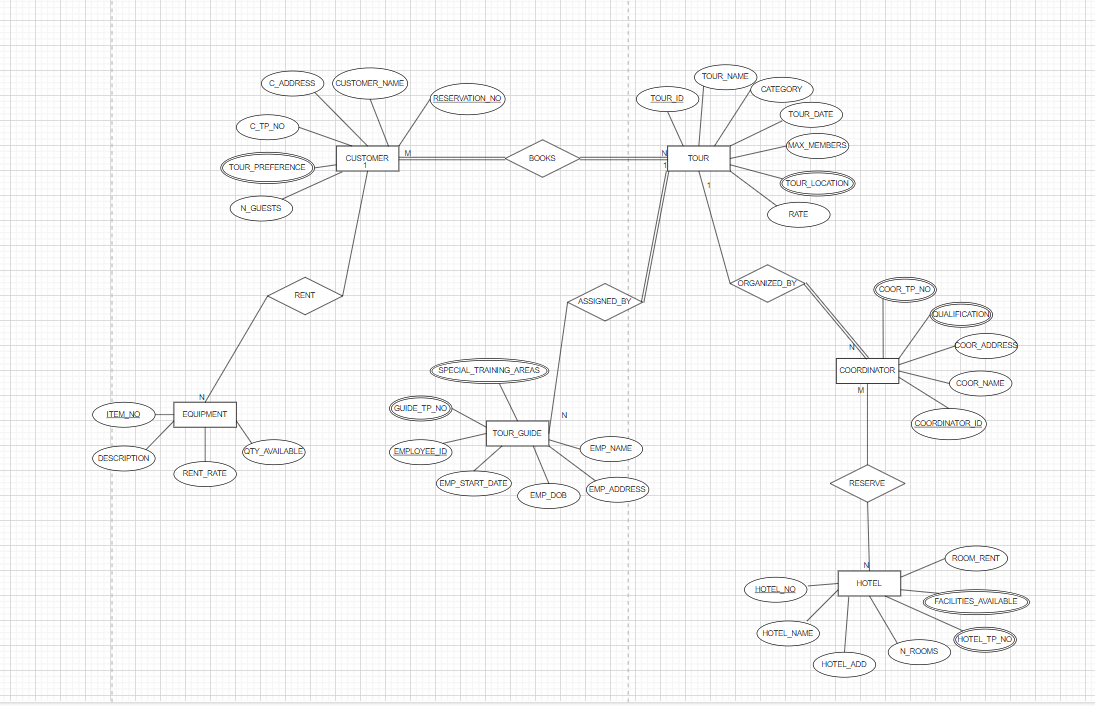 TOUR_NAME
C_ADDRESS
CUSTOMER_NAME
CATEGORY
RESERVATION_NO
TOUR_ID
TOUR_DATE
C_TP_NO
MAX_MEMBERS
CUSTOMER
1
M
BOOKS
N
1
TOUR
TOUR_PREFERENCE
TOUR_LOCATION
1
N_GUESTS
RATE
ORGANIZED_BY
COOR_TP_NO
RENT
ASSIGNED_BY
QUALIFICATION
N
COOR_ADDRESS
SPECIAL_TRAINING_AREAS
COORDINATOR
COOR_NAME
M
N
GUIDE_TP_NO
ITEM_NO
EQUIPMENT
N
COORDINATOR_ID
TOUR_GUIDE
EMPLOYEE_ID
EMP_NAME
DESCRIPTION
QTY_AVAILABLE
RENT_RATE
EMP_START_DATE
EMP_DOB
EMP_ADDRESS
RESERVE
ROOM_RENT
N
HOTEL
HOTEL_NO
FACILITIES_AVAILABLE
HOTEL_NAME
HOTEL_TP_NO
N_ROOMS
HOTEL_ADD